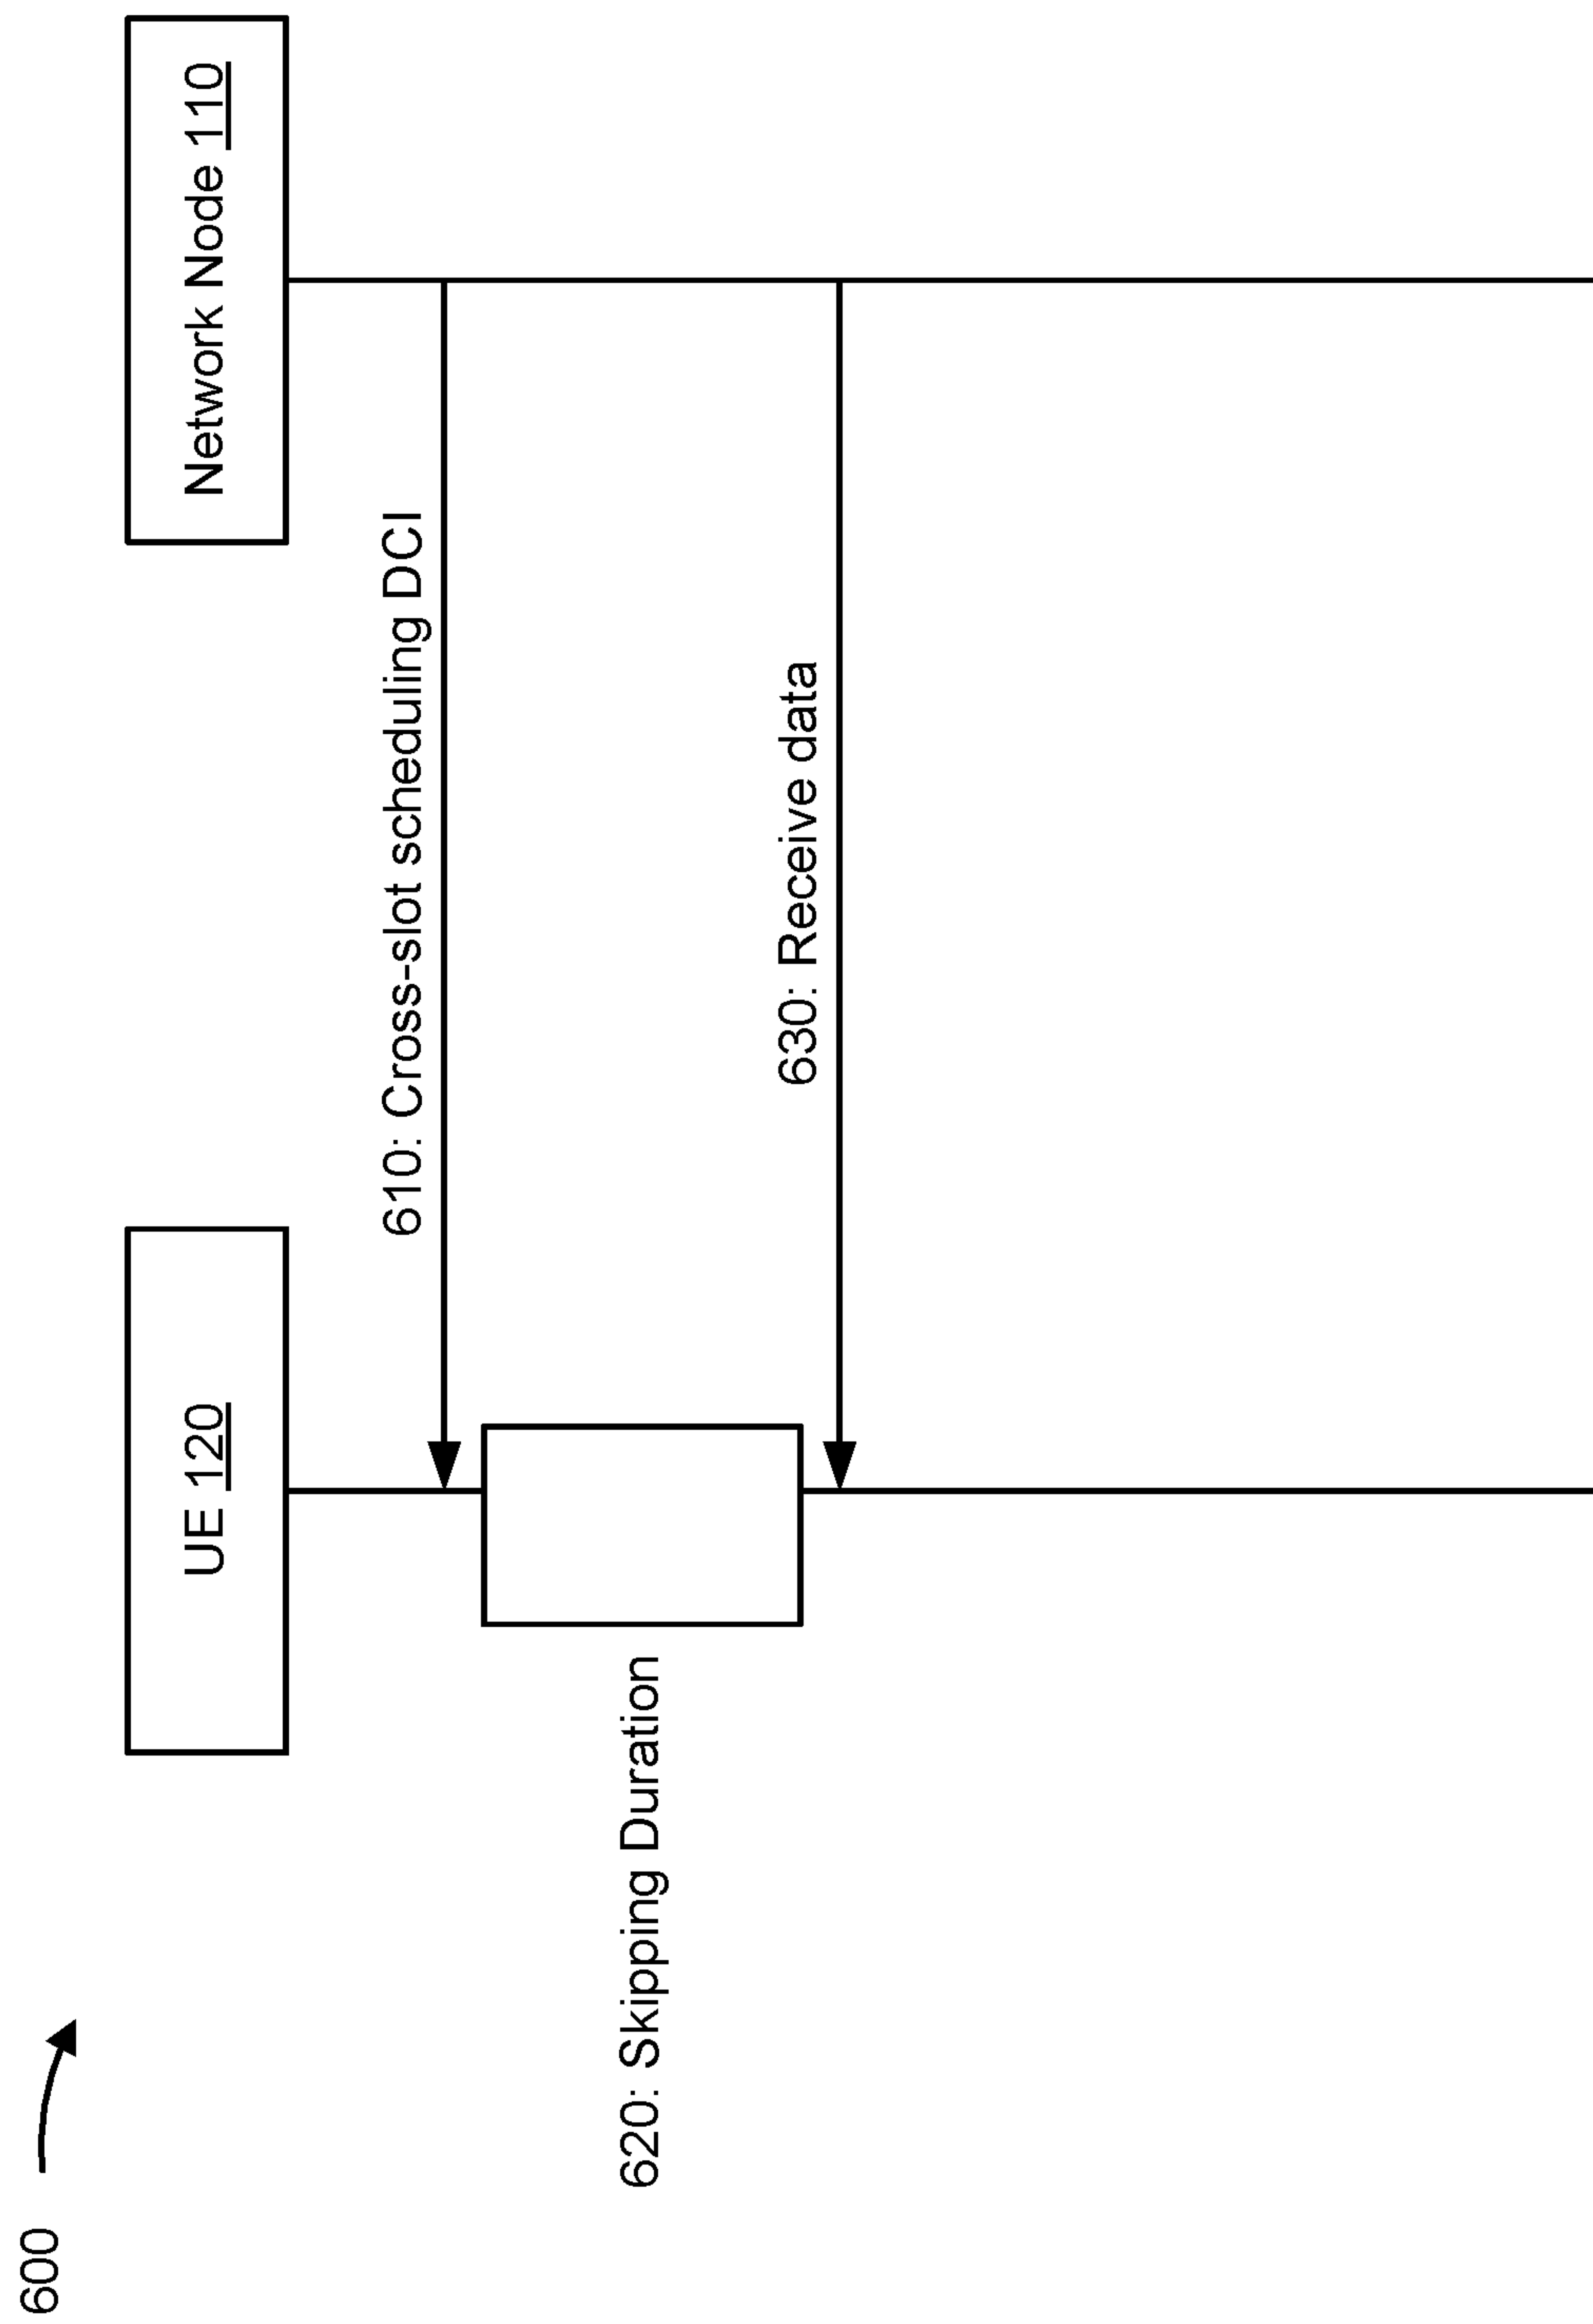 600
UE 120
Network Node 110
610: Cross-slot scheduling DCI
620: Skipping Duration
630: Receive data